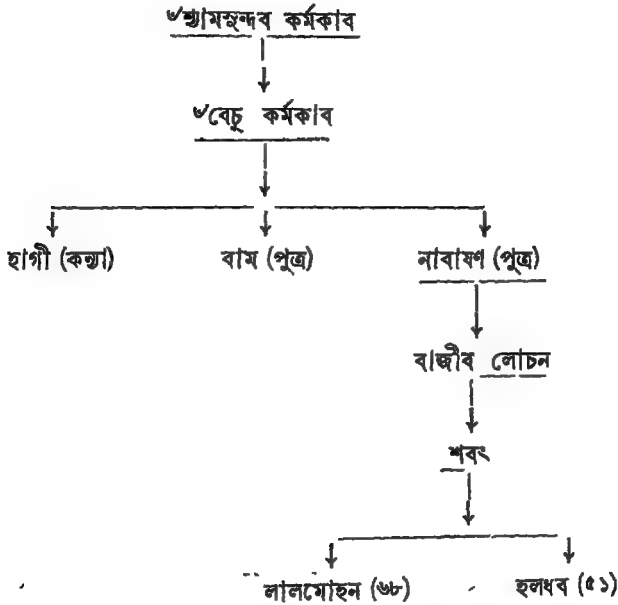 ৺শ্যামসুন্দব কর্মকাব
৺বেচু কর্মকাব
হাগী (কন্যা) বাম (পুত্র) নাবাষণ (পুত্র)
বাজীব লোচন
শবৎ
লালমোহন (৬৮) হলধব (৫১)